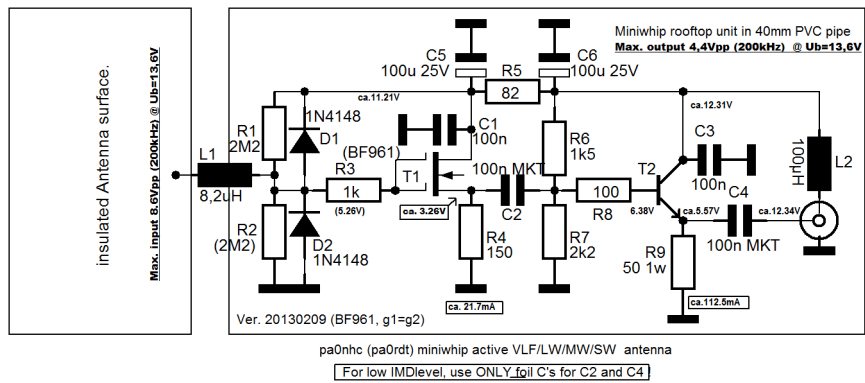 Miniwhip rooftop unit in 40mm PVC pipe
Max. output 4,4Vpp (200kHz) @ Ub=13,6V
insulated Antenna surface.
Max. input 8.6Vpp (200kHz) @ Ub=13,6V
L1
8,2uH
R1
2M2
R2
(2M2)
1N4148
D1
D2
1N4148
R3
1k
(5.26V)
(BF961)
T1
C5
100u 25V
ca.11.21V
C1
100n
R5
82
C6
100u 25V
100n MKT
C2
ca. 3.26V
R4
150
ca. 21.7mA
R6
1k5
R7
2k2
100
R8
6.38V
T2
ca.12.31V
C3
100n
C4
100n MKT
ca.5.57V
ca.12.34V
100µH
L2
R9
50 1w
ca.112.5mA
Ver. 20130209 (BF961, g1=g2)
pa0nhc (pa0rdt) miniwhip active VLF/LW/MW/SW antenna
For low IMDlevel, use ONLY foil C's for C2 and C4 !